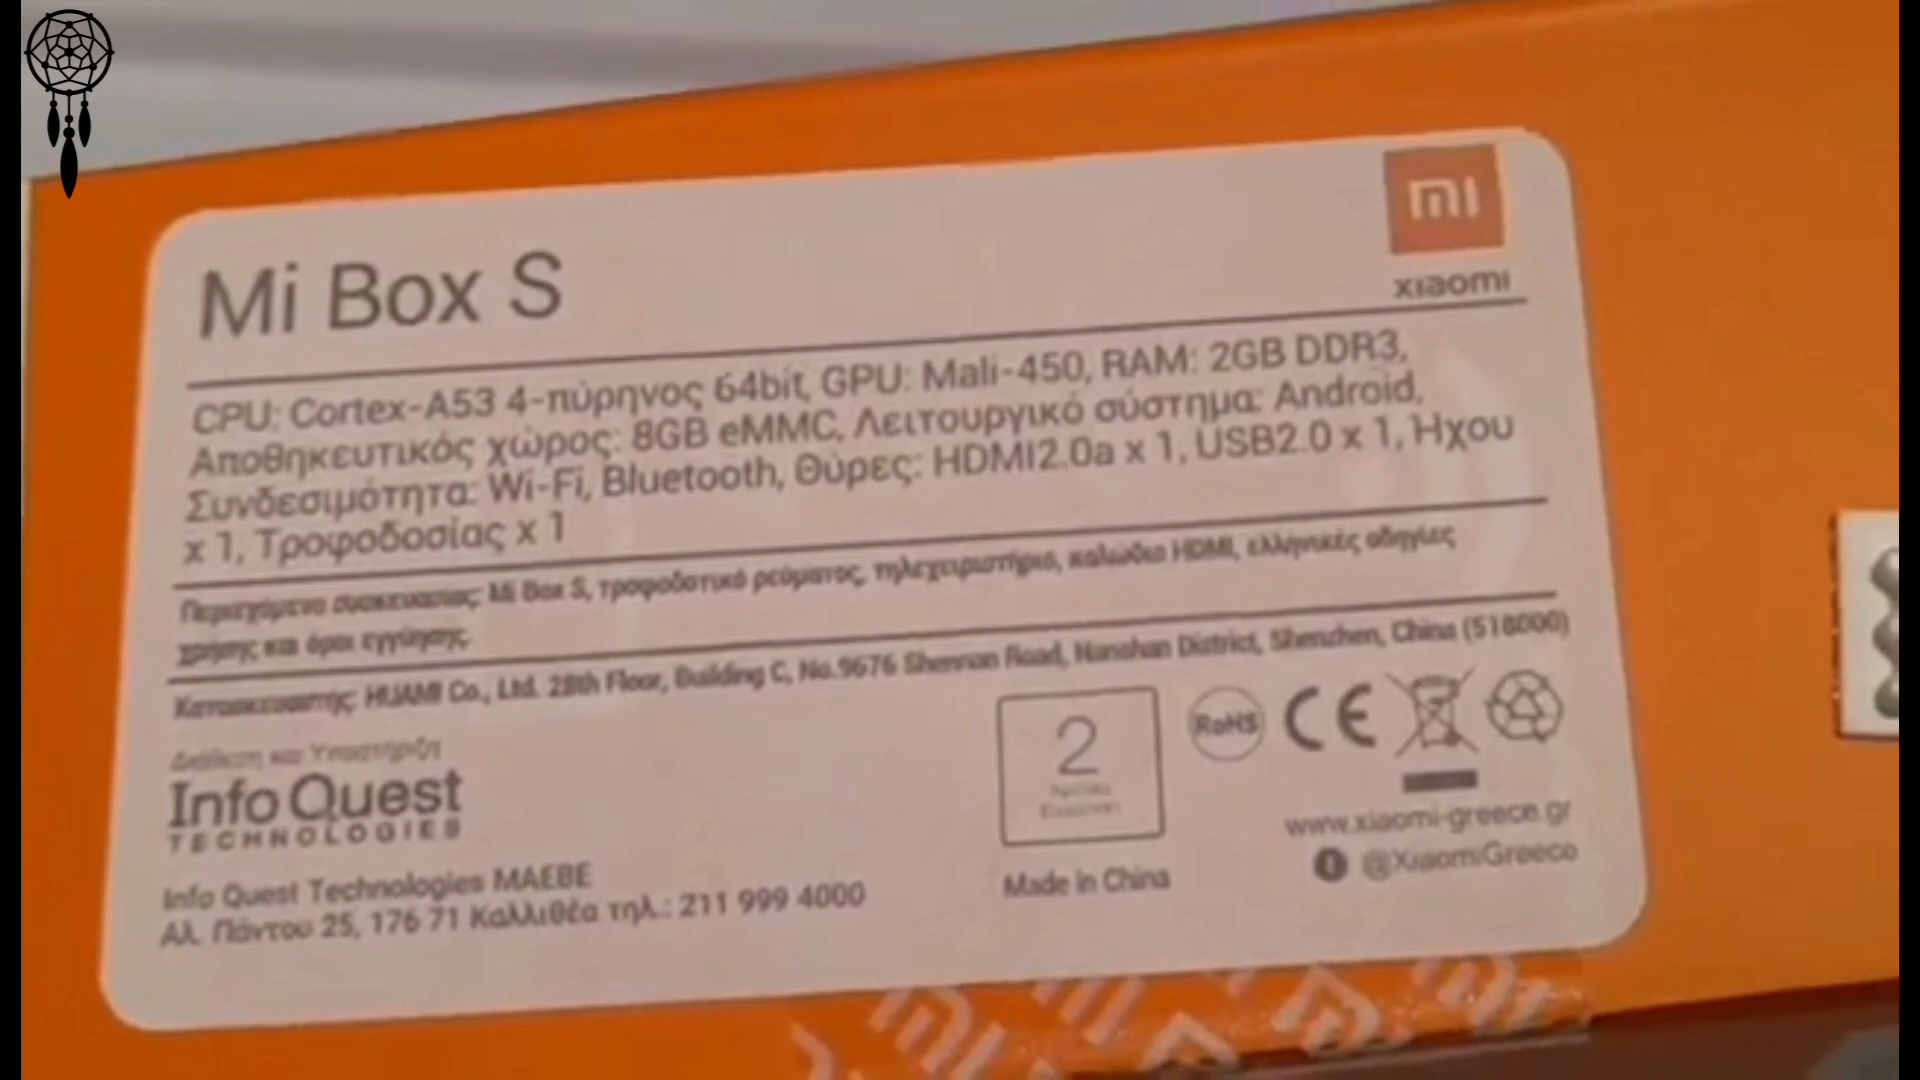 mi
xiaomi
Mi Box S
CPU: Cortex-A53 4-πύρηνος 64bit, GPU: Mali-450, RAM: 2GB DDR3,
Αποθηκευτικός χώρος: 8GB eMMC, Λειτουργικό σύστημα: Android,
Συνδεσιμότητα: Wi-Fi, Bluetooth, Θύρες: HDMI2.0a x 1, USB2.0 x 1, Ήχου
x 1, Τροφοδοσίας x 1
Περιεχόμενα συσκευασίας: Mi Box S, τροφοδοτικό ρεύματος, τηλεχειριστήριο, καλώδιο HDMI, ελληνικές οδηγίες
χρήσης και όροι εγγύησης.
Κατασκευαστής: HUAMI Co., Ltd. 28th Floor, Building C, No.9676 Shennan Road, Nanshan District, Shenzhen, China (518000)
Διάθεση και Υποστήριξη
Info Quest
TECHNOLOGIES
Info Quest Technologies ΜΑΕΒΕ
Αλ. Πάντου 25, 176 71 Καλλιθέα τηλ.: 211 999 4000
2
Made in China
RoHS CE
www.xiaomi-greece.gr
@XiaomiGreece